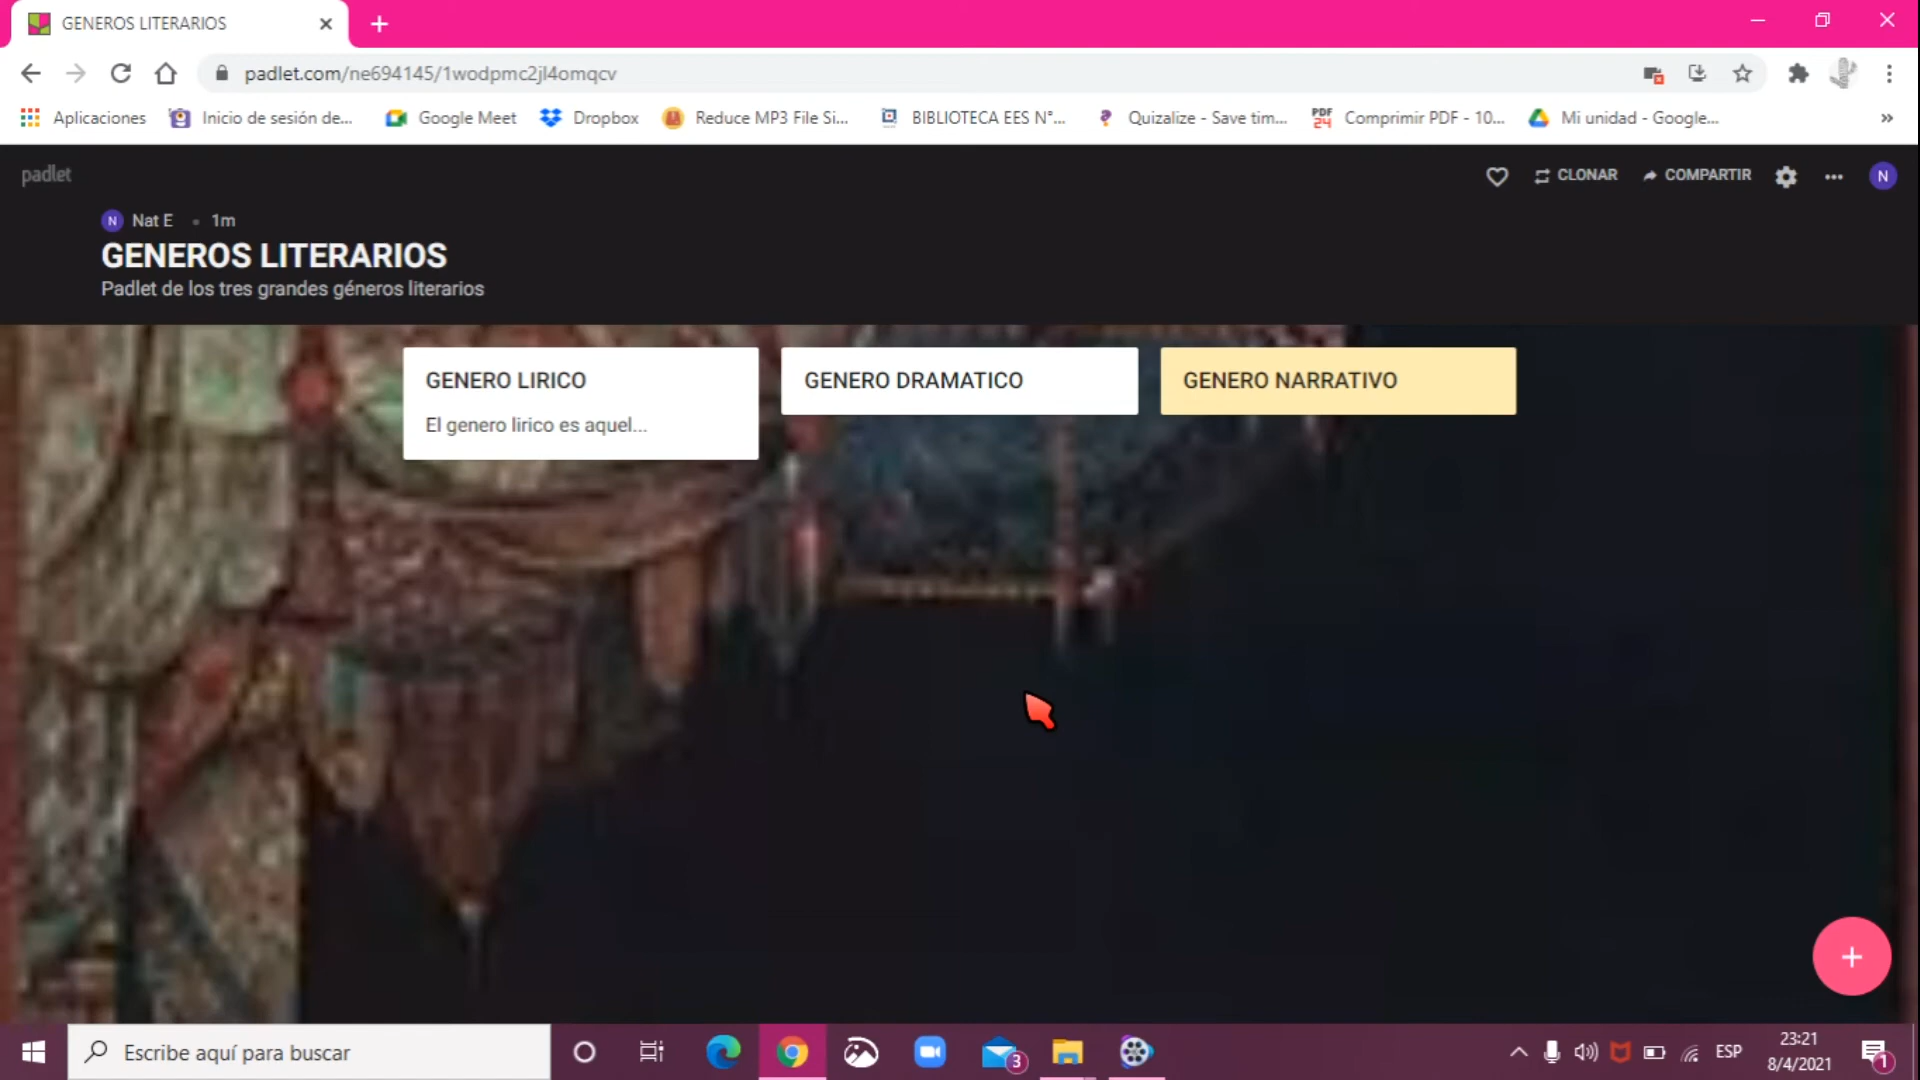 GENEROS LITERARIOS
padlet.com/ne694145/1wodpmc2jl4omqcv
Aplicaciones Inicio de sesión de... Google Meet Dropbox Reduce MP3 File Si... BIBLIOTECA EES N°... Quizalize - Save tim... PDF 24 Comprimir PDF - 10... Mi unidad - Google... »
padlet CLONAR COMPARTIR N
N Nat E • 1m
GENEROS LITERARIOS
Padlet de los tres grandes géneros literarios
GENERO LIRICO GENERO DRAMATICO GENERO NARRATIVO
El genero lirico es aquel...
23:21
Escribe aquí para buscar 3 ESP 1
8/4/2021